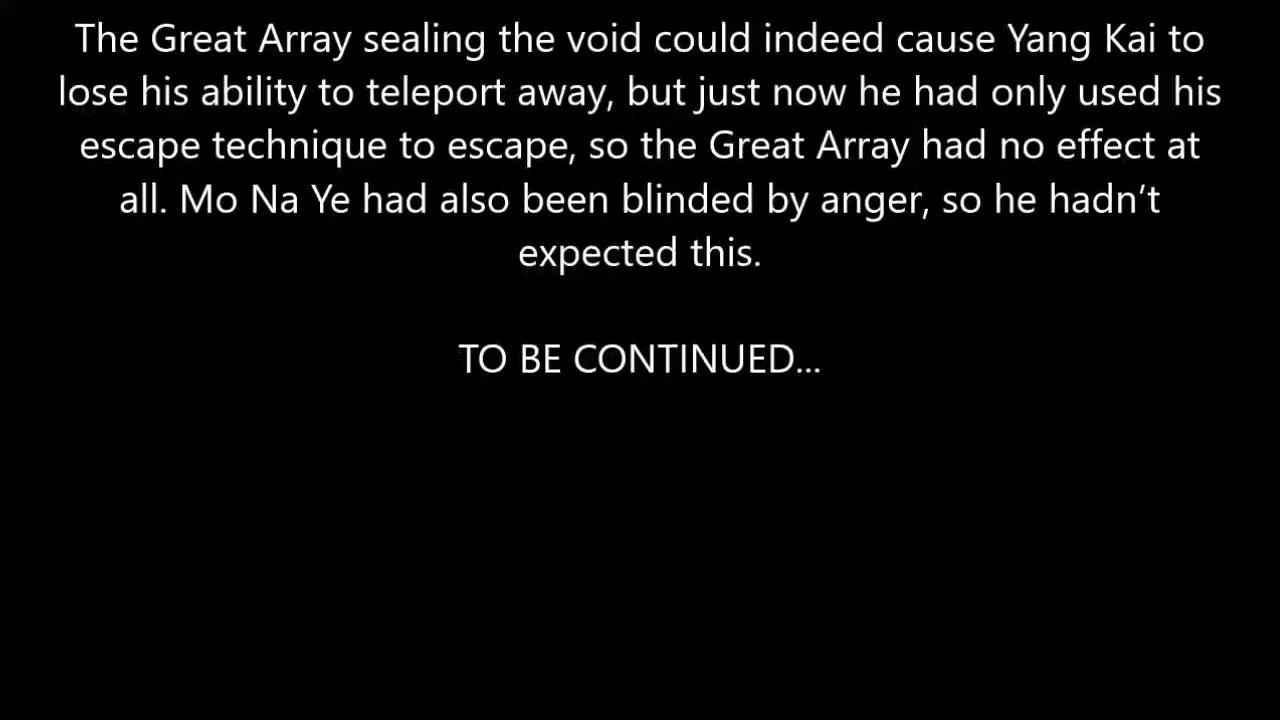 The Great Array sealing the void could indeed cause Yang Kai to
lose his ability to teleport away, but just now he had only used his
escape technique to escape, so the Great Array had no effect at
all. Mo Na Ye had also been blinded by anger, so he hadn’t
expected this.
TO BE CONTINUED...